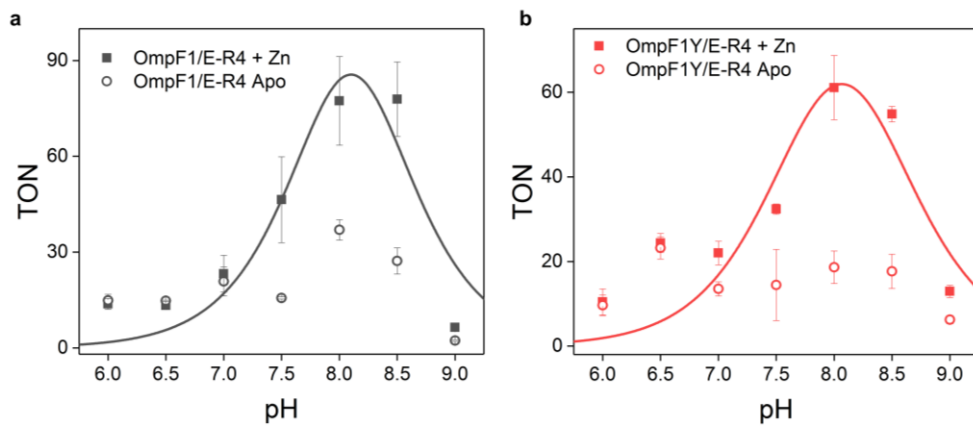 a
OmpF1/E-R4 + Zn
OmpF1/E-R4 Apo
90
60
30
0
TON
6.0 6.5 7.0 7.5 8.0 8.5 9.0
pH
b
OmpF1Y/E-R4 + Zn
OmpF1Y/E-R4 Apo
60
40
20
0
TON
6.0 6.5 7.0 7.5 8.0 8.5 9.0
pH